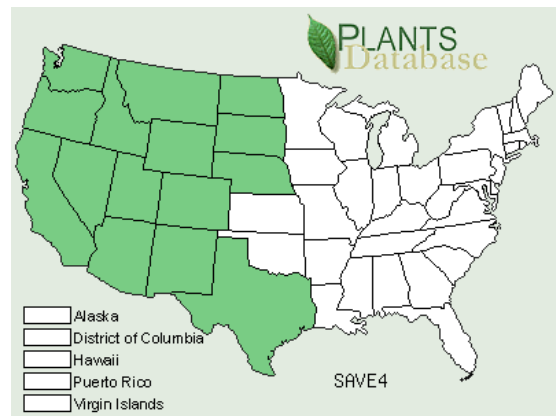 PLANTS
Database
Alaska
District of Columbia
Hawaii
Puerto Rico
Virgin Islands
SAVE4